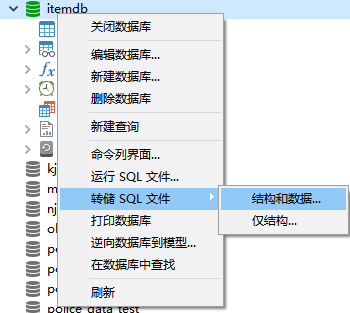 itemdb
关闭数据库
编辑数据库...
新建数据库...
删除数据库
新建查询
命令列界面...
运行 SQL 文件...
转储 SQL 文件
结构和数据...
打印数据库
仅结构...
逆向数据库到模型...
在数据库中查找
刷新
kj
m
nj
police data test